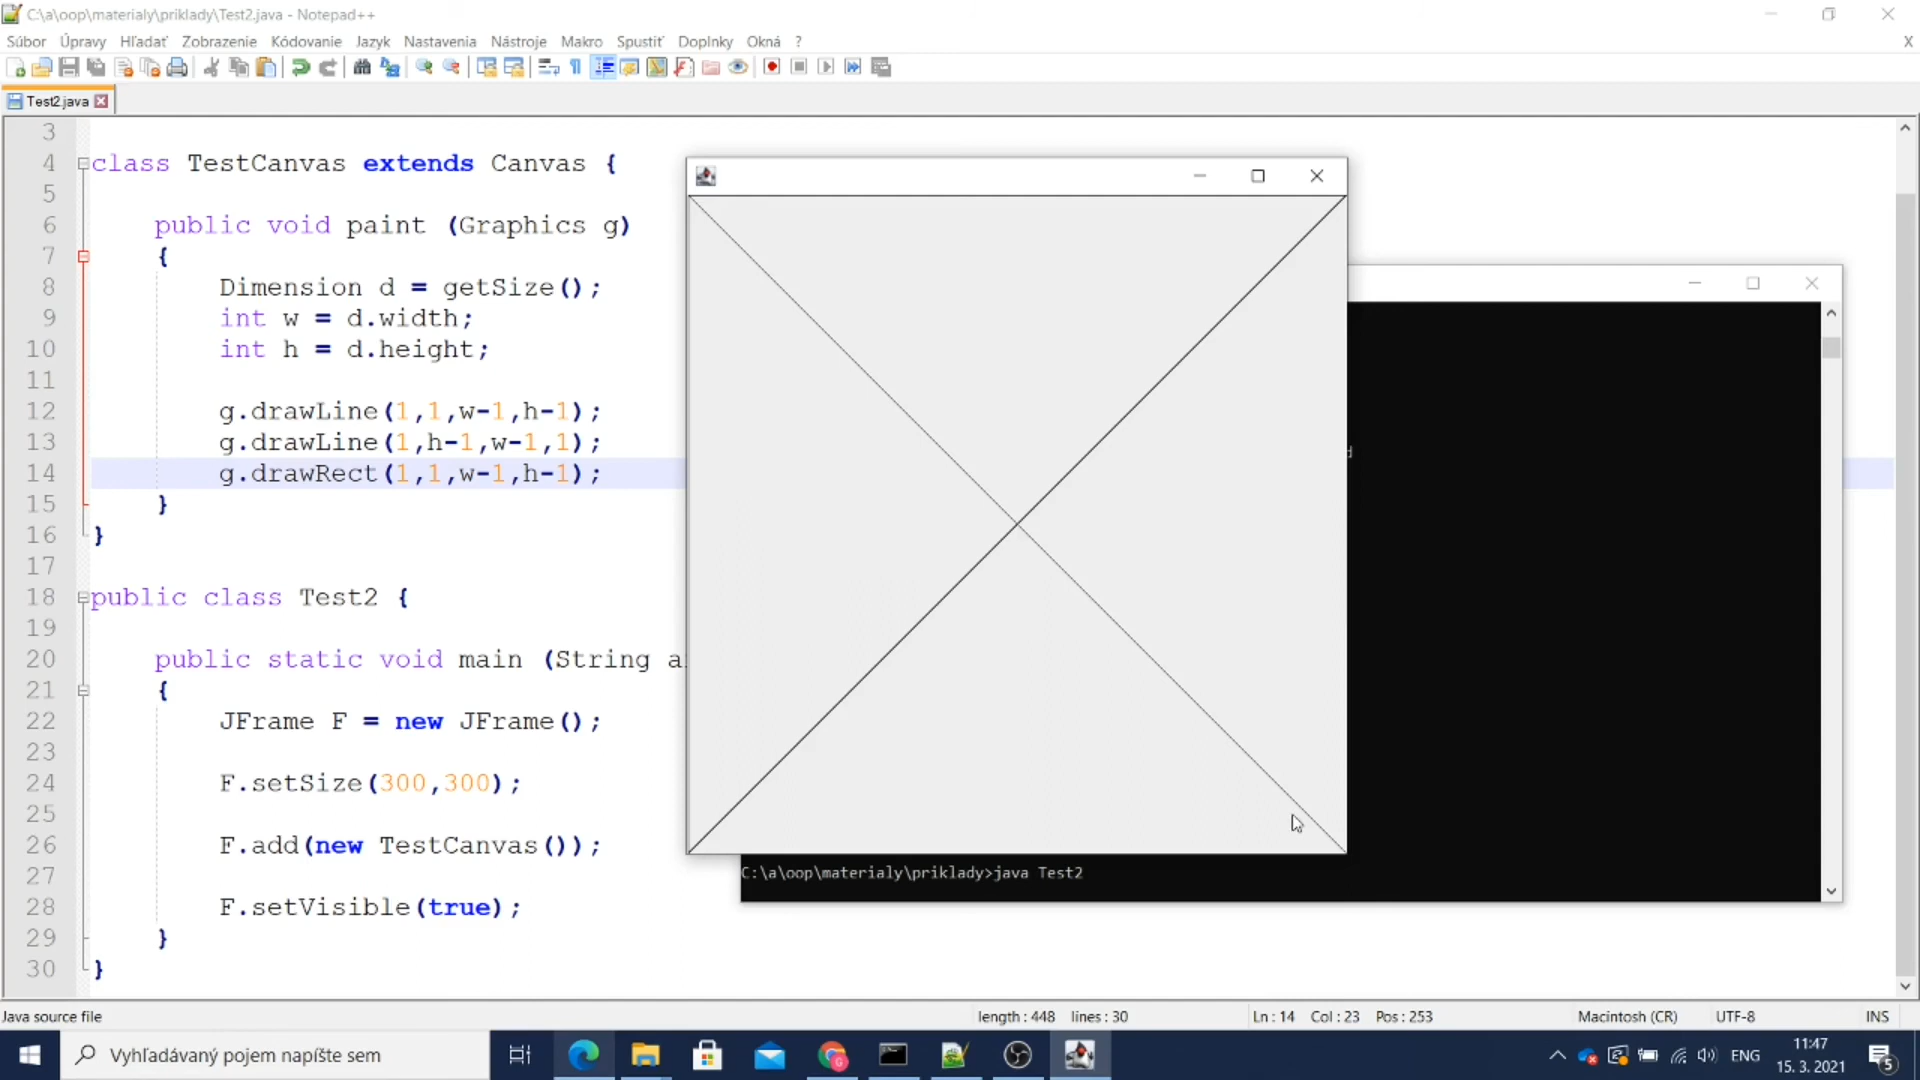 C:\a\oop\materialy\priklady\Test2.java - Notepad++
Súbor Úpravy Hľadať Zobrazenie Kódovanie Jazyk Nastavenia Nástroje Makro Spustiť Doplnky Okná ? X
Test2.java
3
4 class TestCanvas extends Canvas {
5
6 public void paint (Graphics g)
7 {
8 Dimension d = getSize();
9 int w = d.width;
10 int h = d.height;
11
12 g.drawLine(1,1,w-1,h-1);
13 g.drawLine(1,h-1,w-1,1);
14 g.drawRect(1,1,w-1,h-1);
15 }
16 }
17
18 public class Test2 {
19
20 public static void main (String a
21 {
22 JFrame F = new JFrame();
23
24 F.setSize(300,300);
25
26 F.add(new TestCanvas());
27
28 F.setVisible(true);
29 }
30 }
C:\a\oop\materialy\priklady>java Test2
Java source file length : 448 lines : 30 Ln : 14 Col : 23 Pos : 253 Macintosh (CR) UTF-8 INS
Vyhľadávaný pojem napíšte sem
ENG
11:47
15. 3. 2021
5